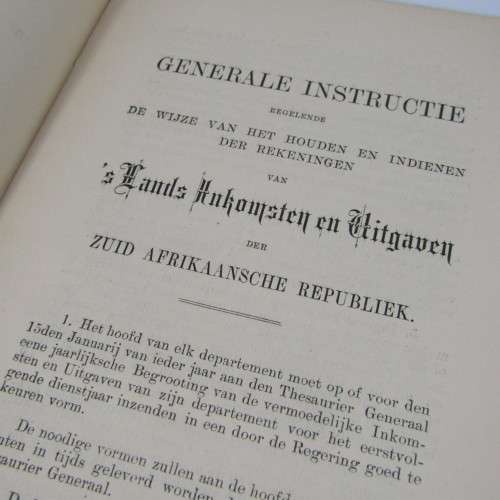 GENERALE INSTRUCTIE
REGELENDE
DE WIJZE VAN HET HOUDEN EN INDIENEN
DER REKENINGEN
VAN
's Lands Inkomsten en Uitgaven
DER
ZUID AFRIKAANSCHE REPUBLIEK.
1. Het hoofd van elk departement moet op of voor den
15den Januarij van ieder jaar aan den Thesaurier Generaal
eene jaarlijksche Begrooting van de vermoedelijke Inkom-
sten en Uitgaven van zijn departement voor het eerstvol-
gende dienstjaar inzenden in een door de Regering goed te
keuren vorm.
De noodige vormen zullen aan de hoofd
nten in tijds geleverd worden
saurier Generaal.